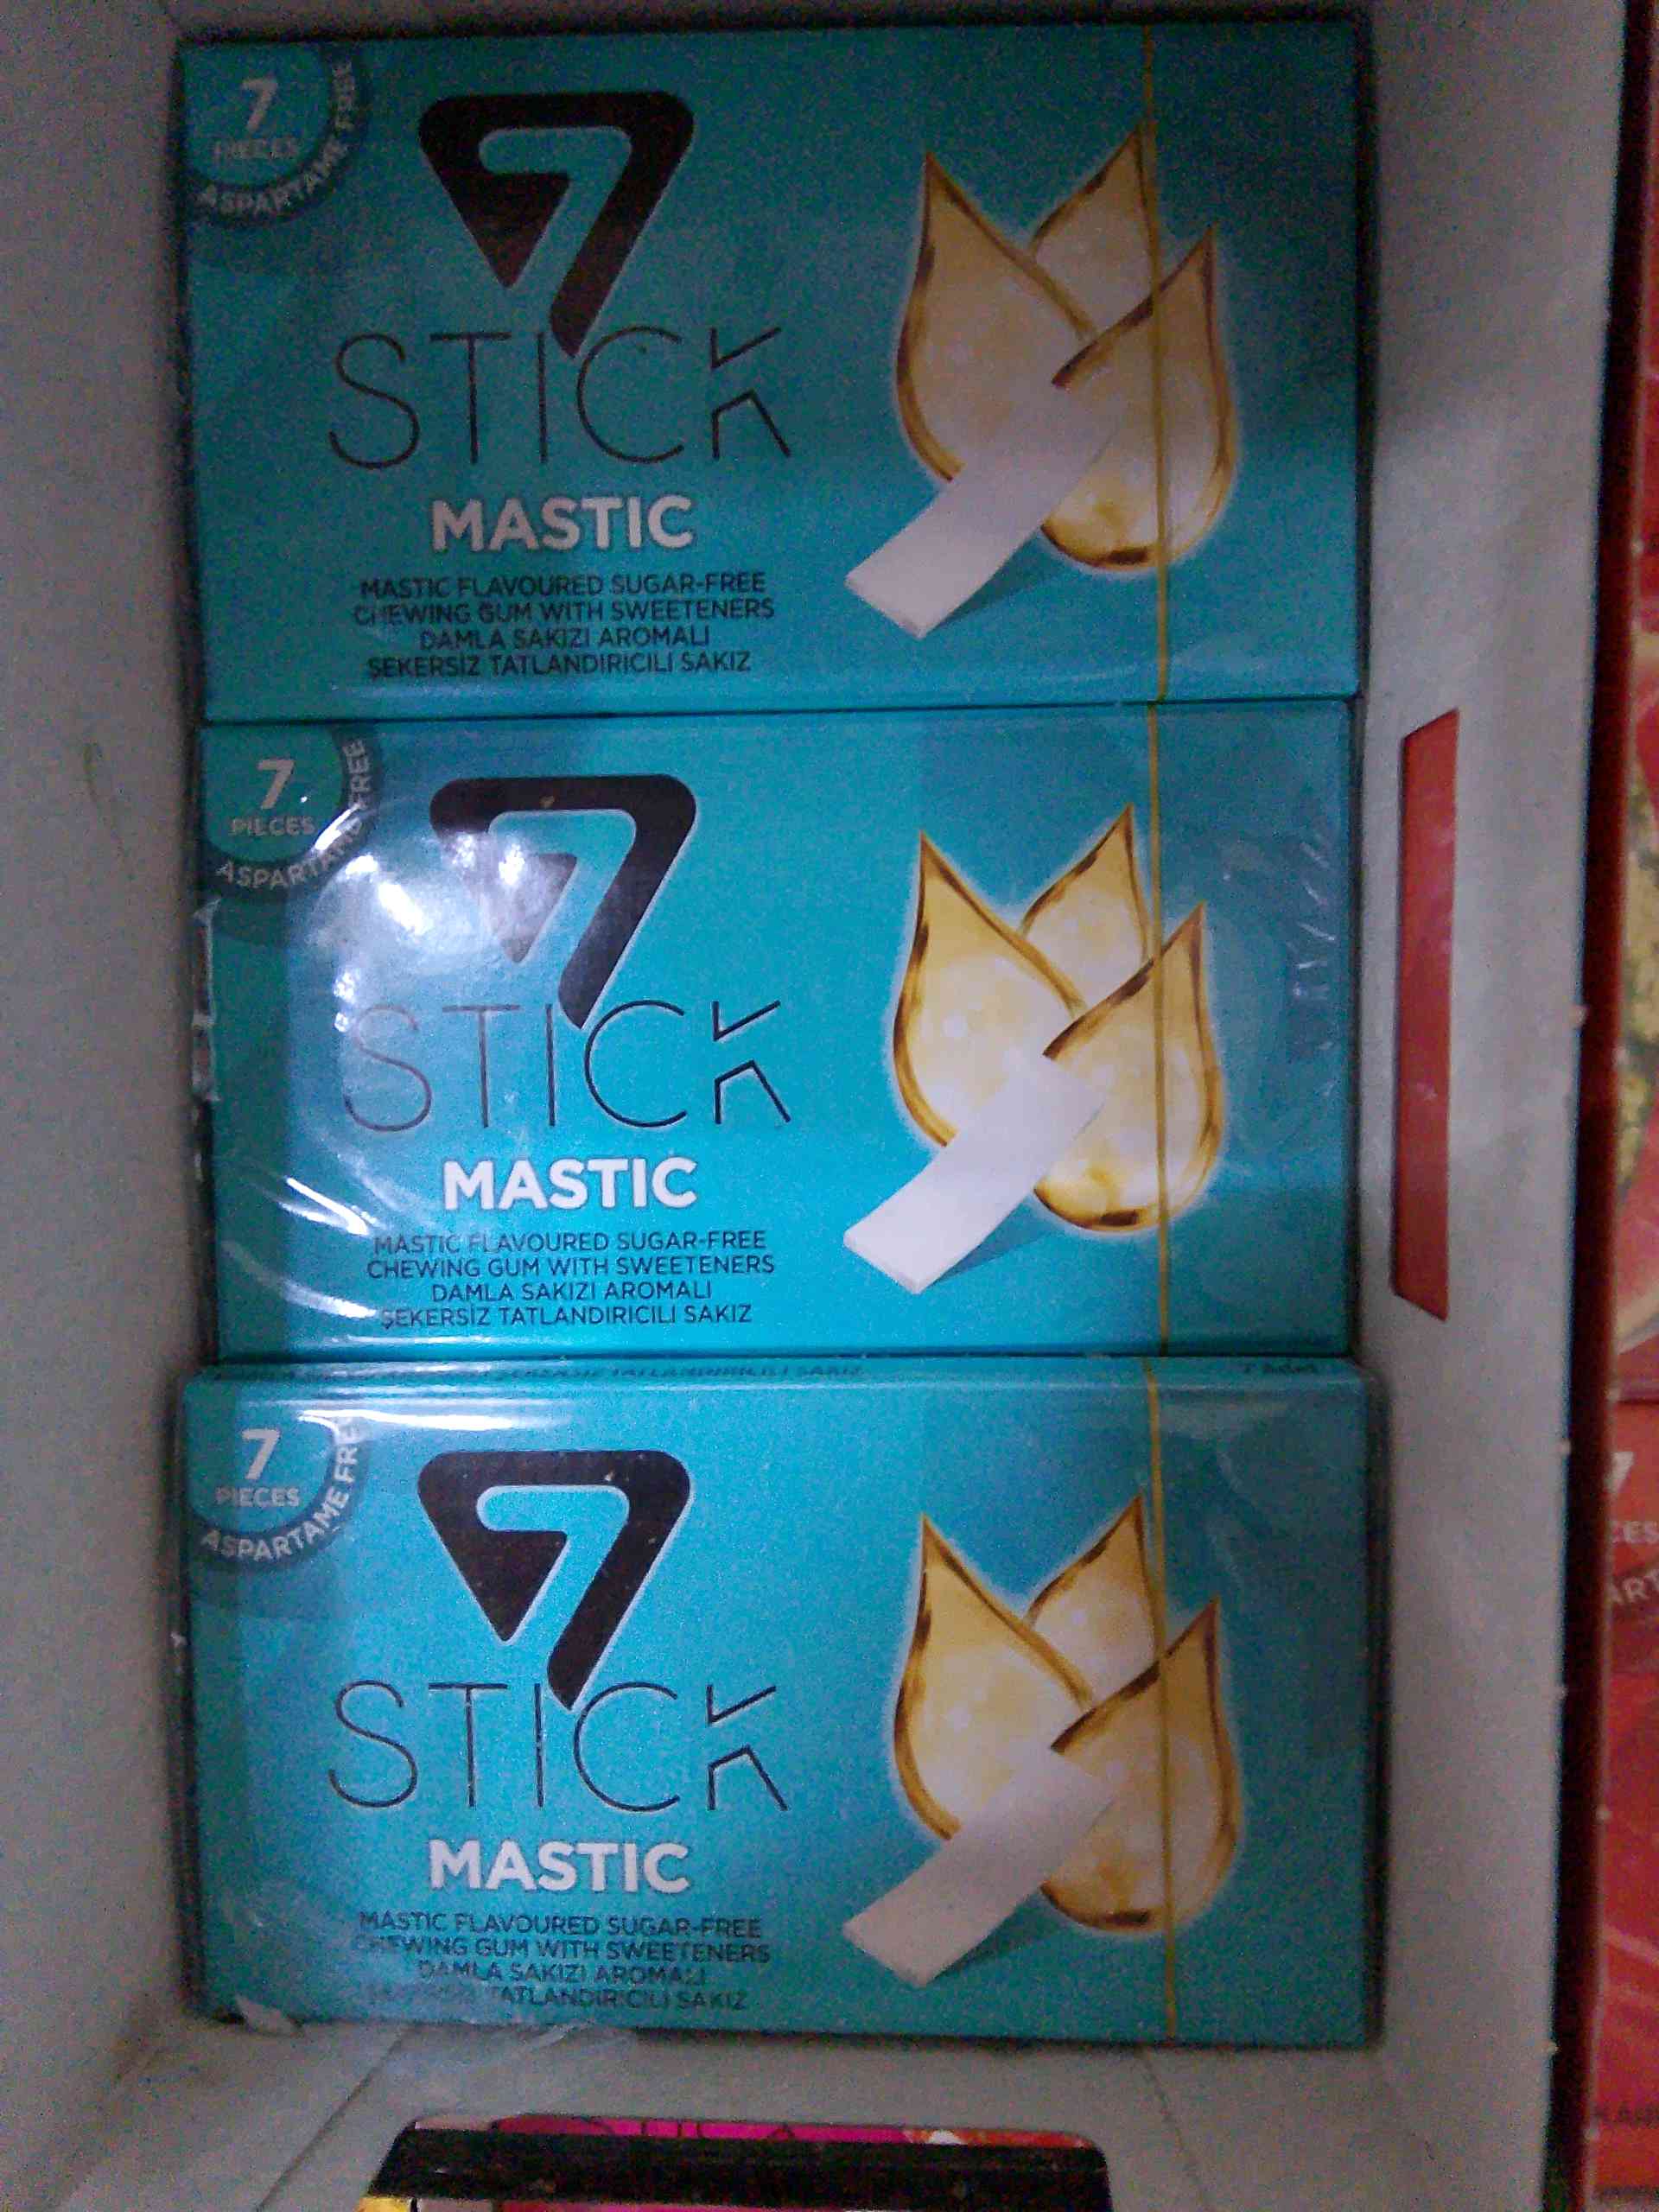 7
PIECES
ASPARTAME FREE
7
STICK
MASTIC
MASTIC FLAVOURED SUGAR-FREE
CHEWING GUM WITH SWEETENERS
DAMLA SAKIZI AROMALI
ŞEKERSİZ TATLANDIRICILI SAKIZ
7
PIECES
ASPARTAME FREE
7
STICK
MASTIC
MASTIC FLAVOURED SUGAR-FREE
CHEWING GUM WITH SWEETENERS
DAMLA SAKIZI AROMALI
ŞEKERSİZ TATLANDIRICILI SAKIZ
7
PIECES
ASPARTAME FREE
7
STICK
MASTIC
MASTIC FLAVOURED SUGAR-FREE
CHEWING GUM WITH SWEETENERS
DAMLA SAKIZI AROMALI
TATLANDIRICILI SAKIZ